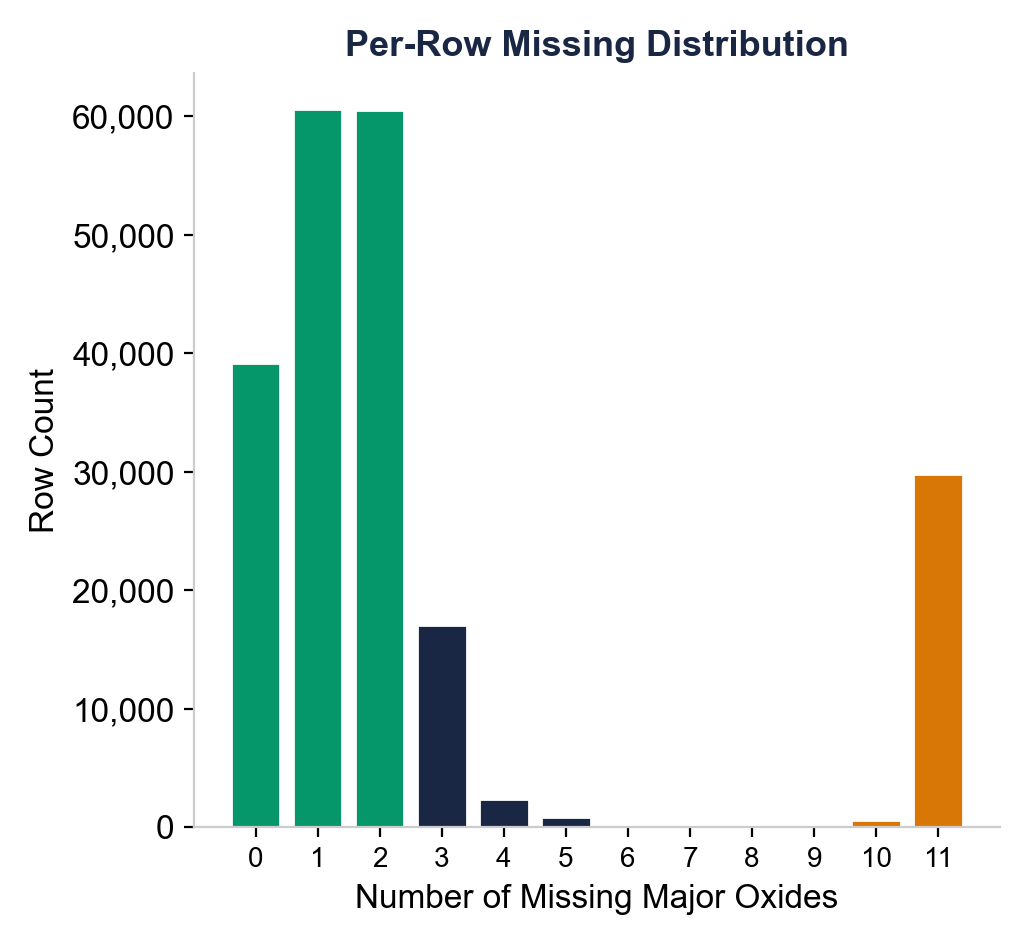 Per-Row Missing Distribution
Row Count
60,000
50,000
40,000
30,000
20,000
10,000
0
0 1 2 3 4 5 6 7 8 9 10 11
Number of Missing Major Oxides